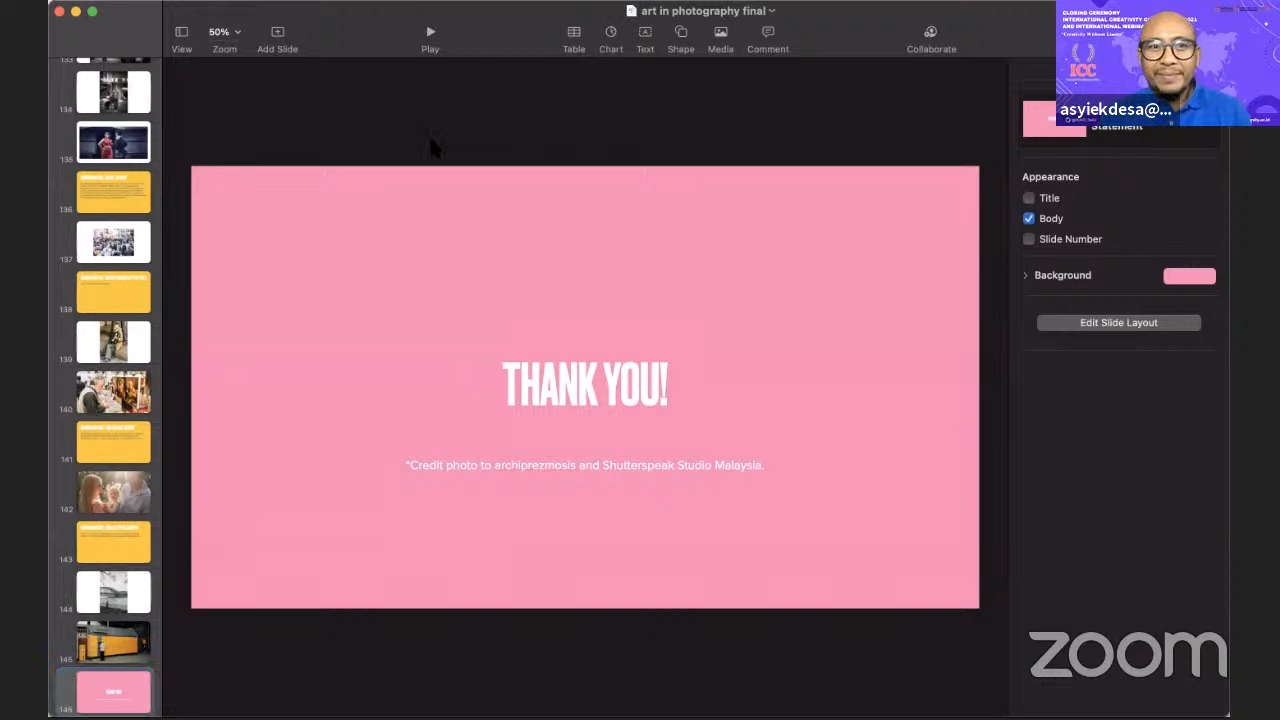 art in photography final
50%
View
Zoom
Add Slide
Play
Table
Chart
Text
Shape
Media
Comment
Collaborate
CLOSING CEREMONY
INTERNATIONAL CREATIVITY 2021
AND INTERNATIONAL WEBINAR
"Creativity Without Limits"
ICC
asyiekdesa@...
Statement
Appearance
Title
Body
Slide Number
Background
Edit Slide Layout
133
134
135
136
137
138
139
140
141
142
143
144
145
146
THANK YOU!
*Credit photo to archiprezmosis and Shutterspeak Studio Malaysia.
zoom